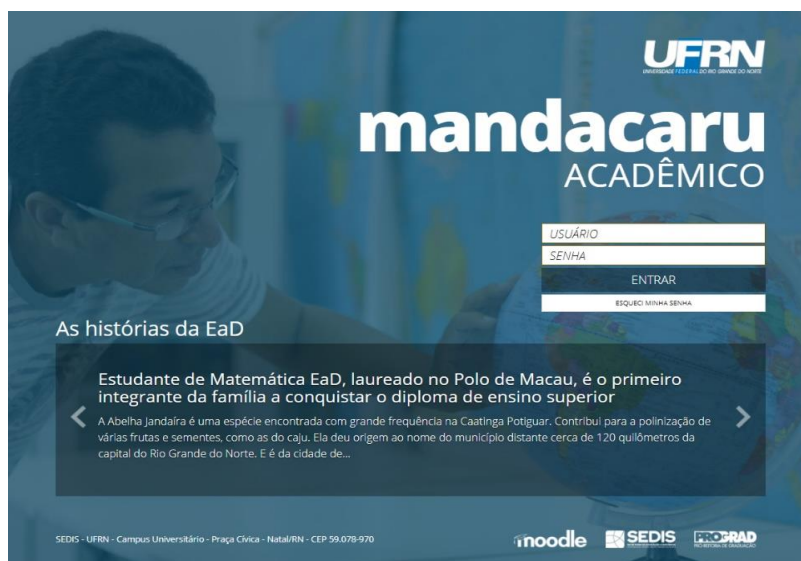 UFRN
UNIVERSIDADE FEDERAL DO RIO GRANDE DO NORTE
mandacaru
ACADÊMICO
USUÁRIO
SENHA
ENTRAR
ESQUECI MINHA SENHA
As histórias da EaD
Estudante de Matemática EaD, laureado no Polo de Macau, é o primeiro
integrante da família a conquistar o diploma de ensino superior
A Abelha Jandaíra é uma espécie encontrada com grande frequência na Caatinga Potiguar. Contribui para a polinização de
várias frutas e sementes, como as do caju. Ela deu origem ao nome do município distante cerca de 120 quilômetros da
capital do Rio Grande do Norte. E é da cidade de...
SEDIS - UFRN - Campus Universitário - Praça Cívica - Natal/RN - CEP 59.078-970
moodle
SEDIS
PROGRAD
PRÓ-REITORIA DE GRADUAÇÃO